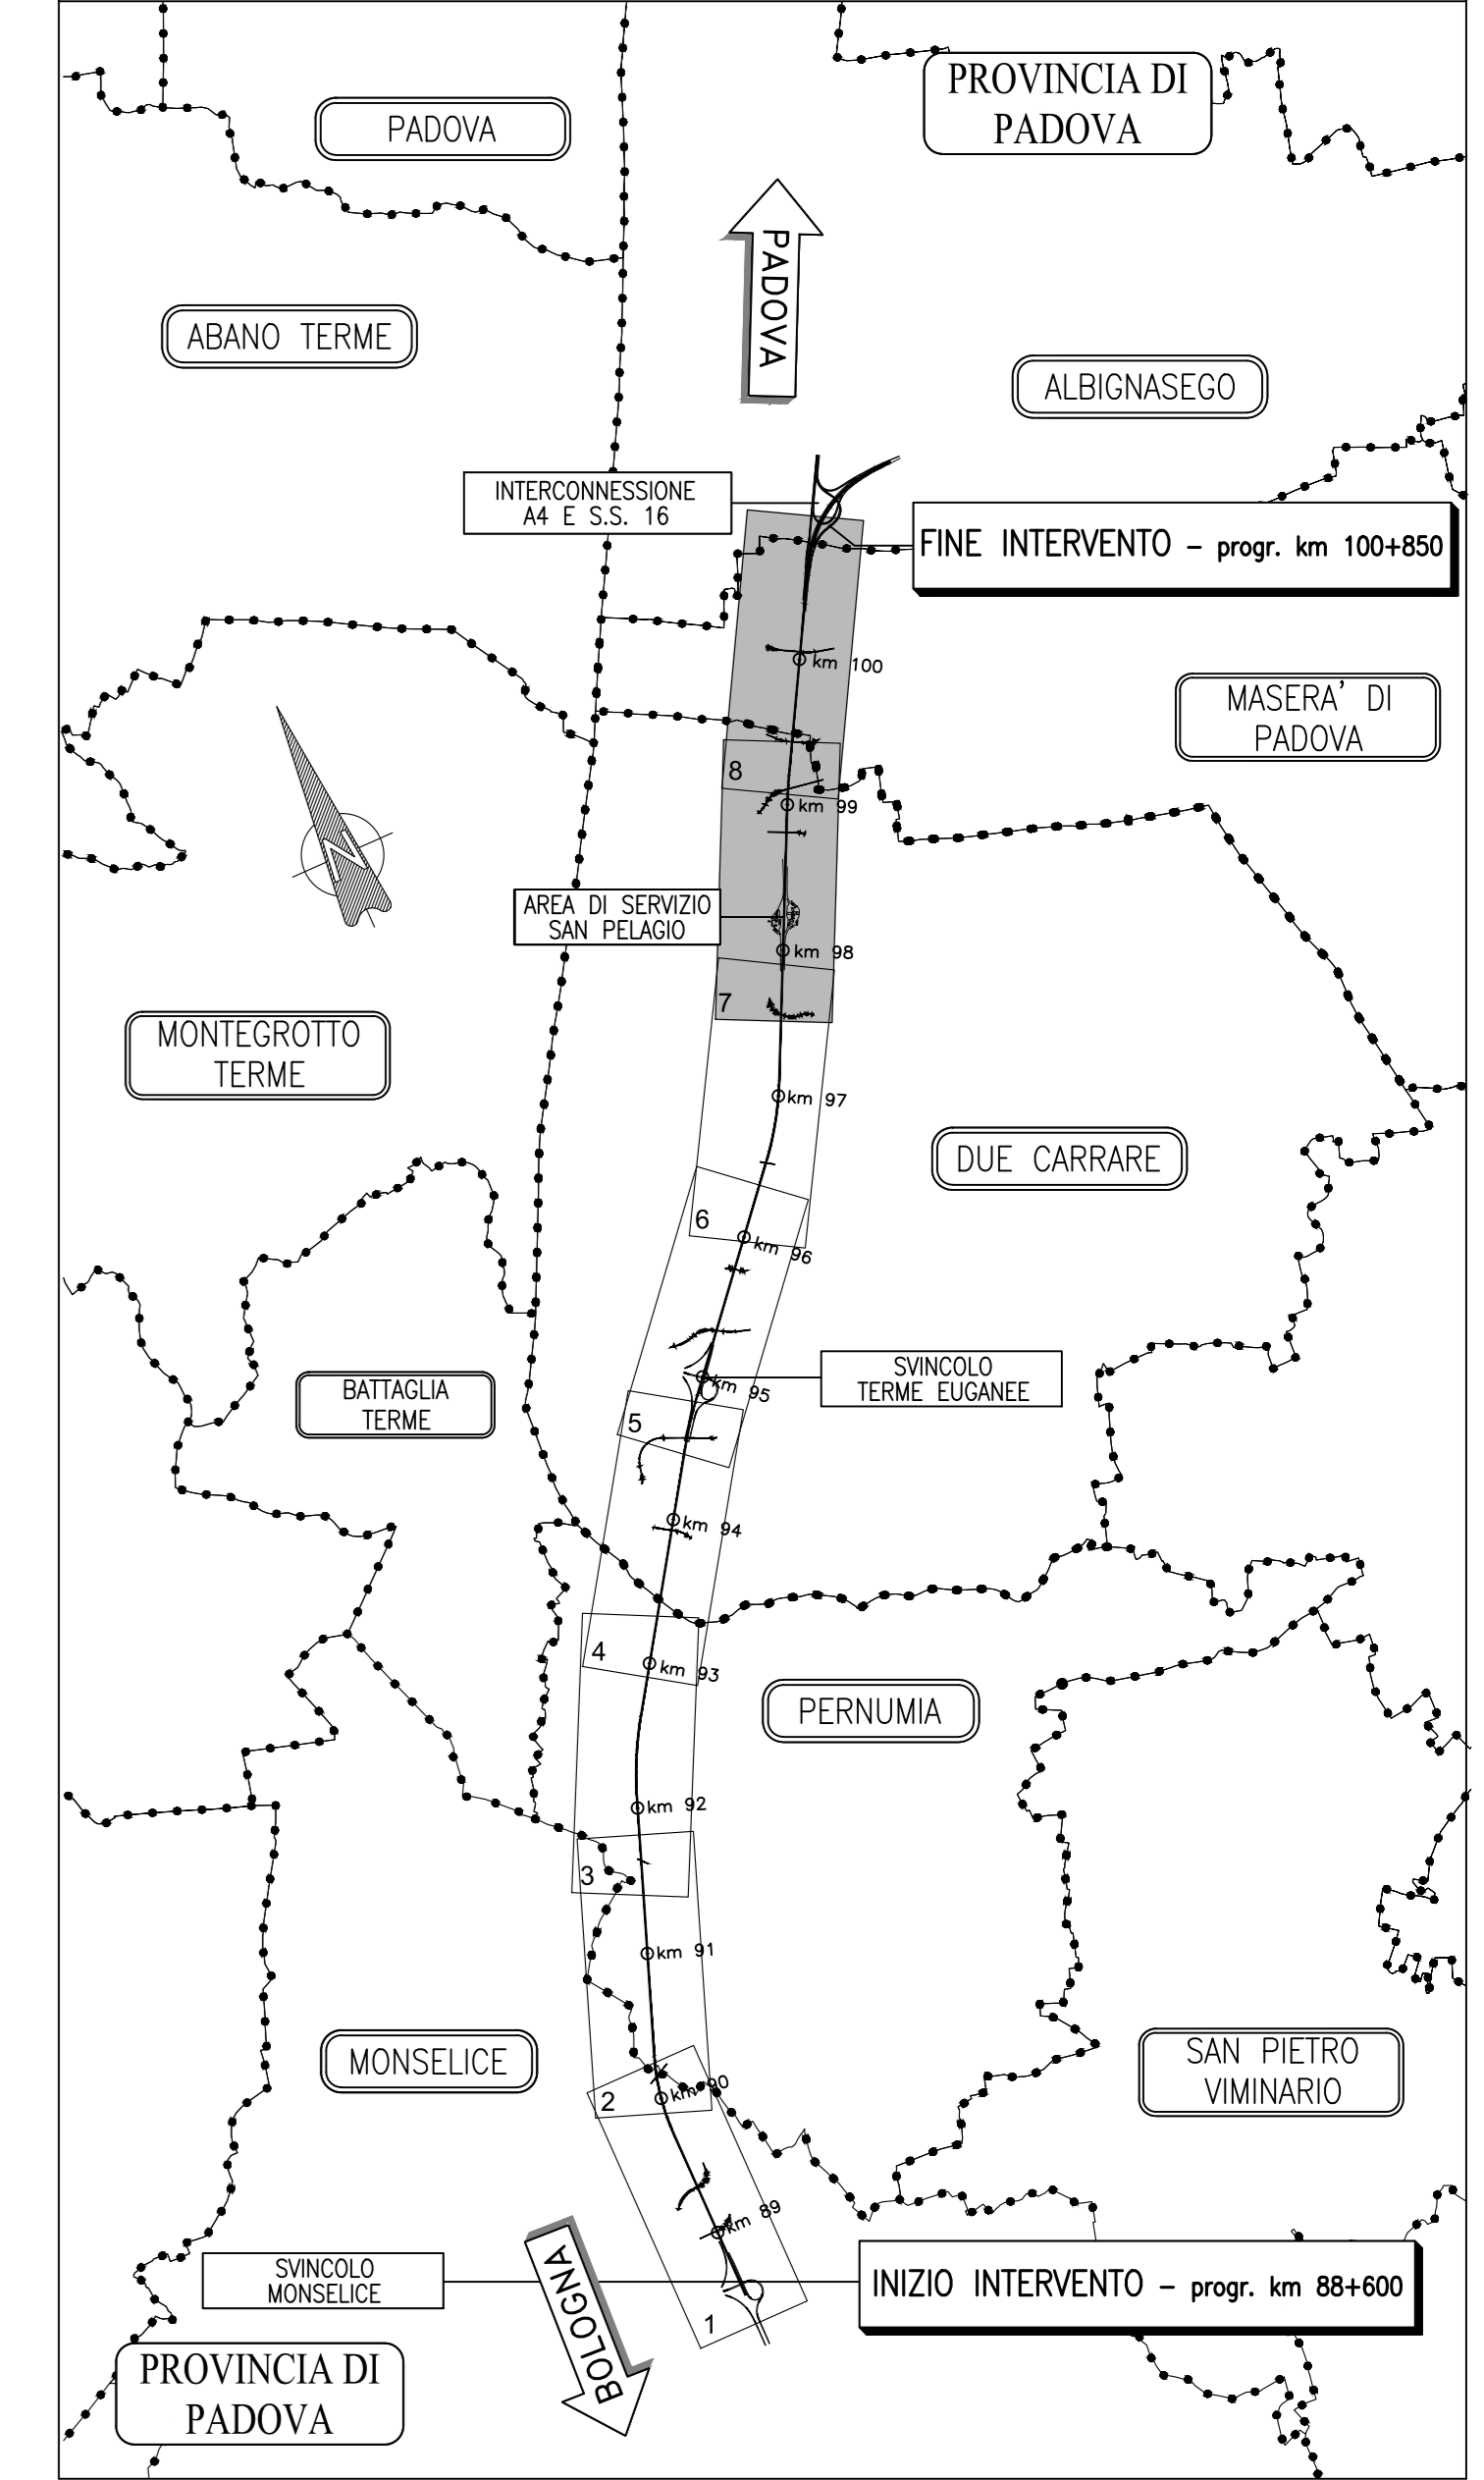 PROVINCIA DI
PADOVA
PADOVA
PADOVA
ABANO TERME
ALBIGNASEGO
INTERCONNESSIONE
A4 E S.S. 16
FINE INTERVENTO – progr. km 100+850
km 100
MASERA' DI
PADOVA
8
km 99
N
AREA DI SERVIZIO
SAN PELAGIO
km 98
7
MONTEGROTTO
TERME
km 97
DUE CARRARE
6
km 96
SVINCOLO
TERME EUGANEE
km 95
BATTAGLIA
TERME
5
km 94
4
km 93
PERNUMIA
km 92
3
km 91
MONSELICE
SAN PIETRO
VIMINARIO
km 90
2
km 89
BOLOGNA
SVINCOLO
MONSELICE
INIZIO INTERVENTO – progr. km 88+600
1
PROVINCIA DI
PADOVA